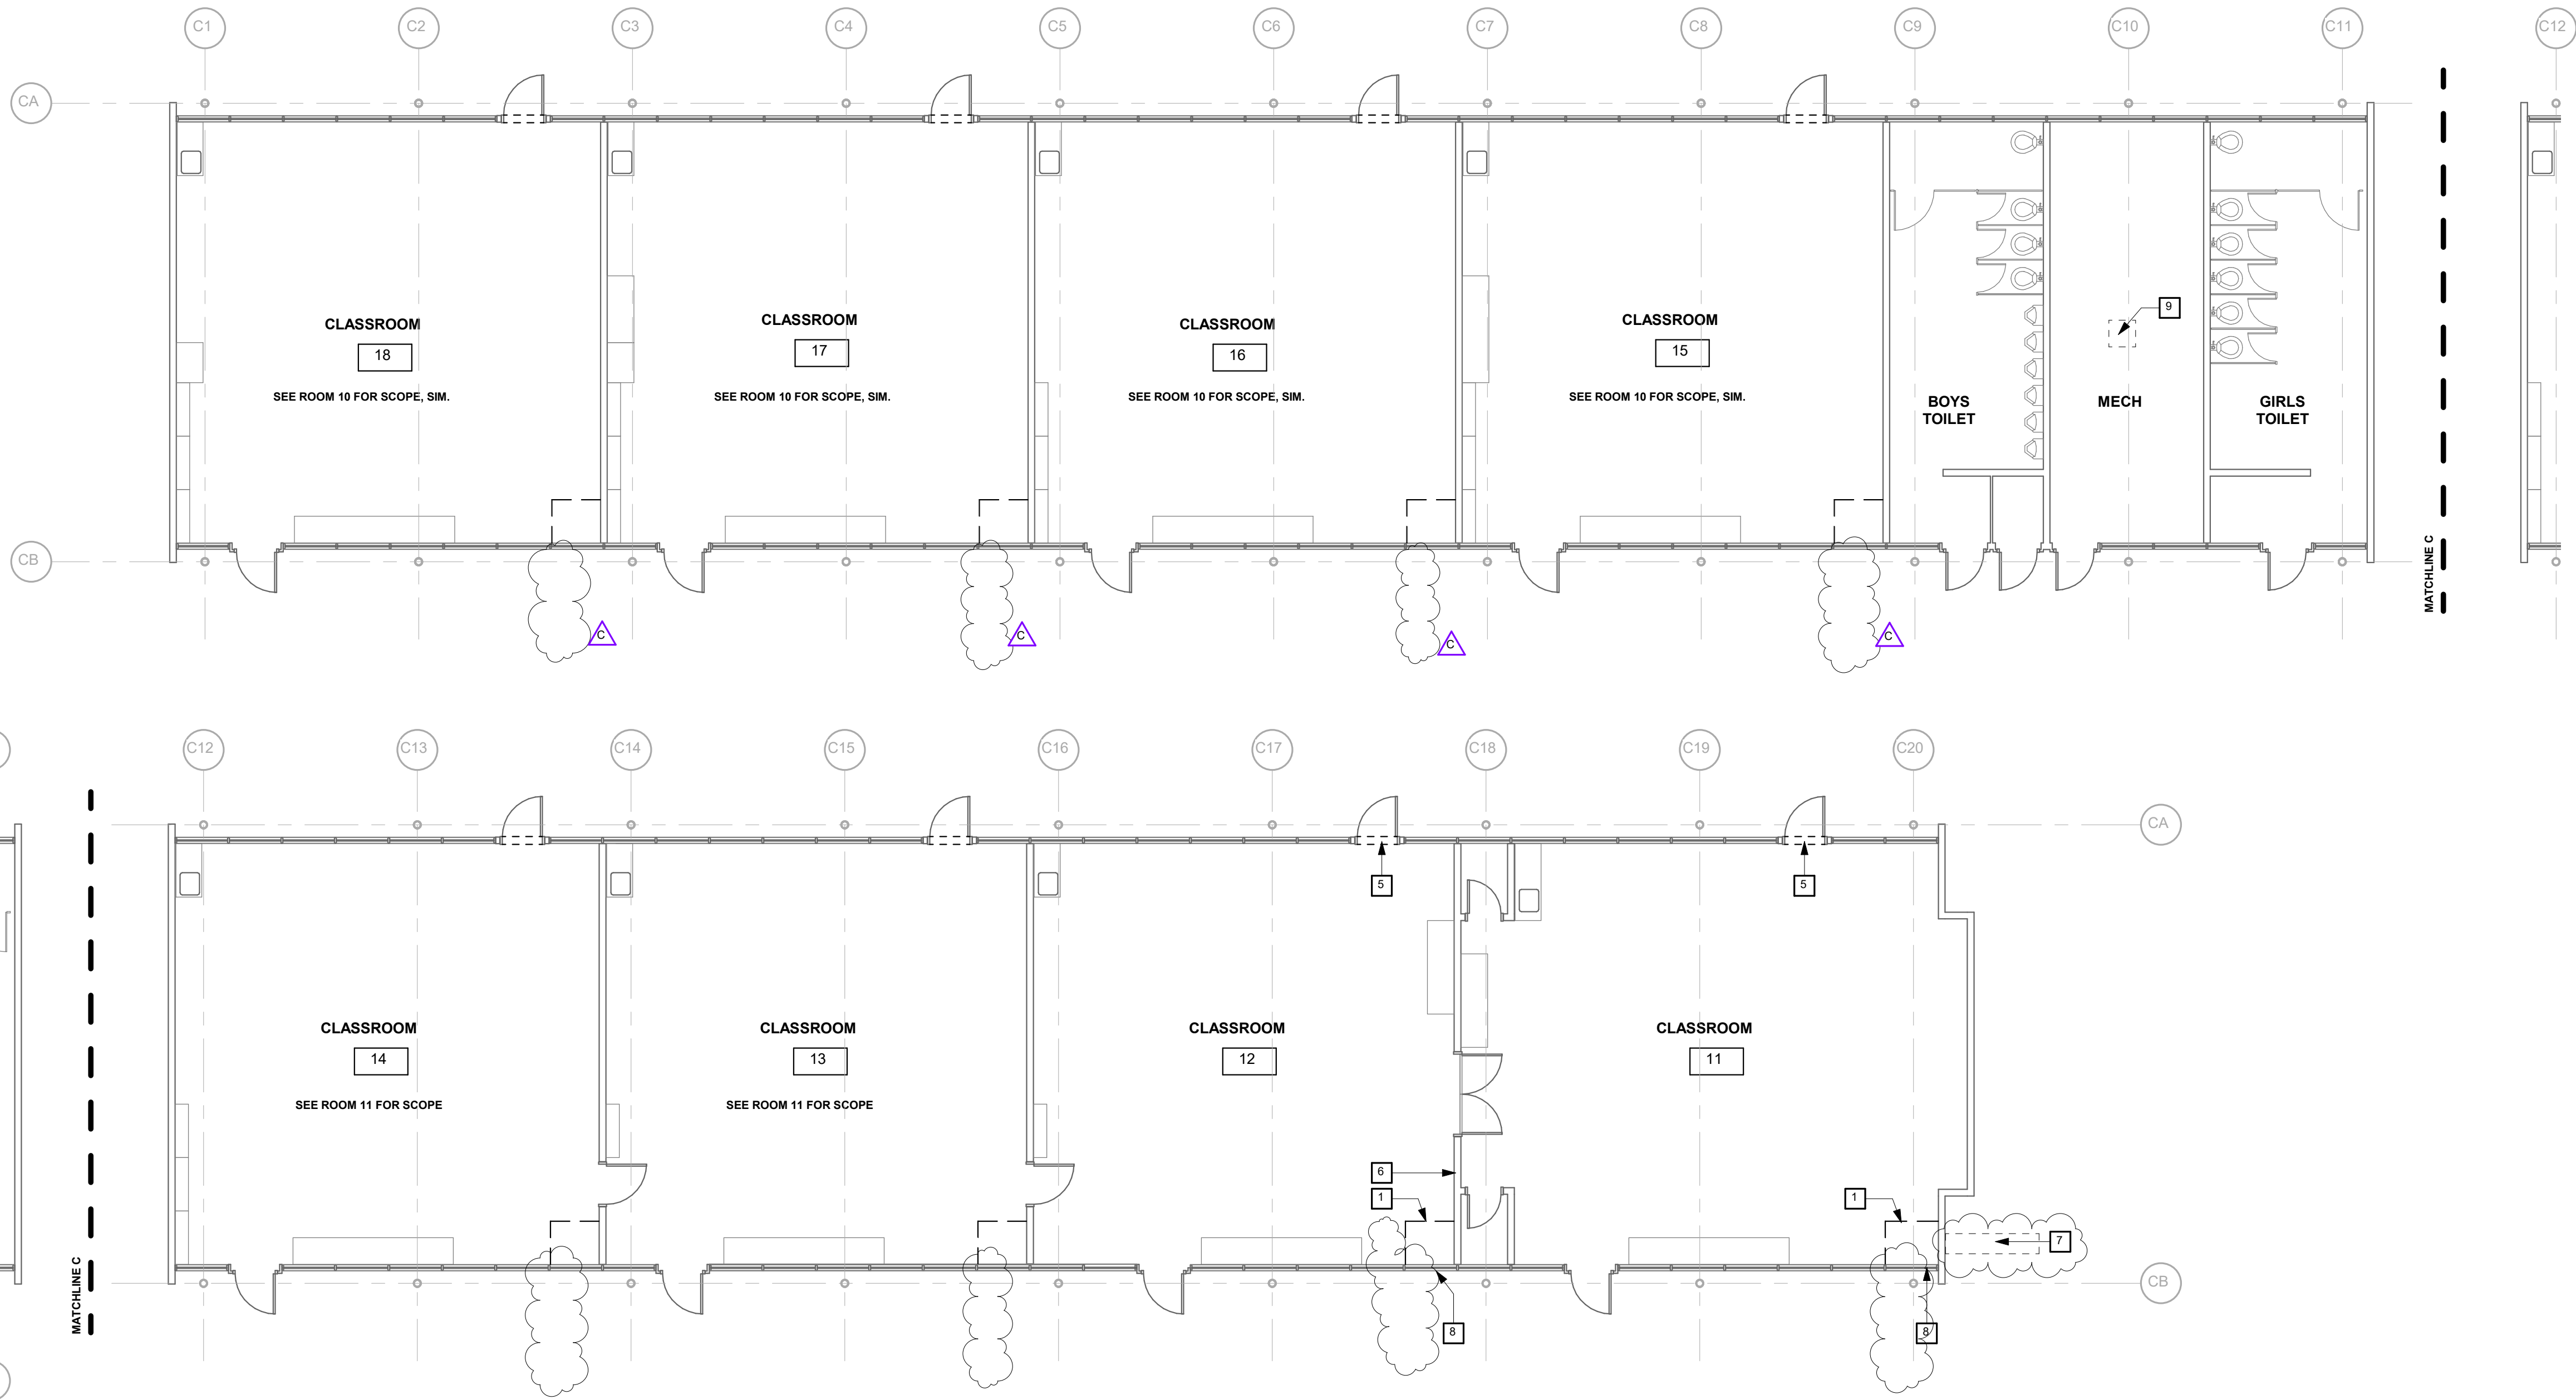 C1
C2
C3
C4
C5
C6
C7
C8
C9
C10
C11
C12
CA
9
CLASSROOM
18
SEE ROOM 10 FOR SCOPE, SIM.
CLASSROOM
17
SEE ROOM 10 FOR SCOPE, SIM.
CLASSROOM
16
SEE ROOM 10 FOR SCOPE, SIM.
CLASSROOM
15
SEE ROOM 10 FOR SCOPE, SIM.
BOYS
TOILET
MECH
GIRLS
TOILET
CB
MATCHLINE C
C
C
C
C
C12
C13
C14
C15
C16
C17
C18
C19
C20
CA
5
5
CLASSROOM
14
SEE ROOM 11 FOR SCOPE
CLASSROOM
13
SEE ROOM 11 FOR SCOPE
CLASSROOM
12
CLASSROOM
11
6
1
1
7
8
8
CB
MATCHLINE C